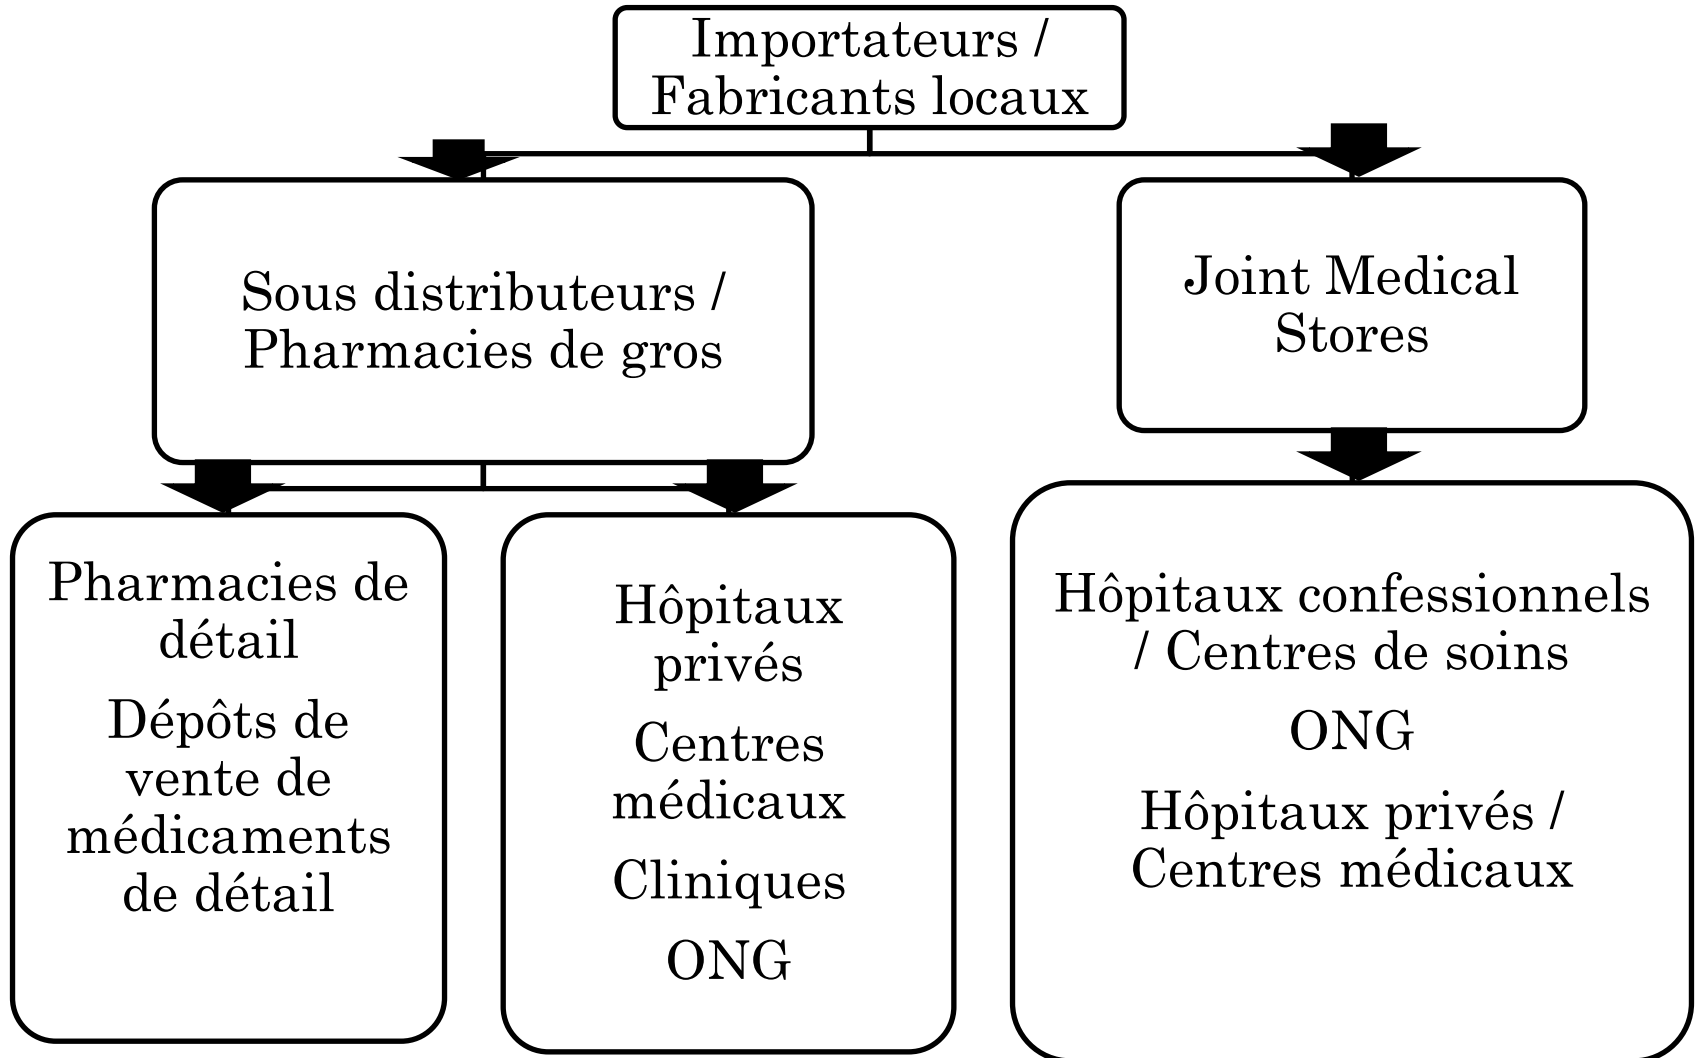 Importateurs /
Fabricants locaux
Sous distributeurs /
Pharmacies de gros
Joint Medical
Stores
Pharmacies de
détail
Dépôts de
vente de
médicaments
de détail
Hôpitaux
privés
Centres
médicaux
Cliniques
ONG
Hôpitaux confessionnels
/ Centres de soins
ONG
Hôpitaux privés /
Centres médicaux